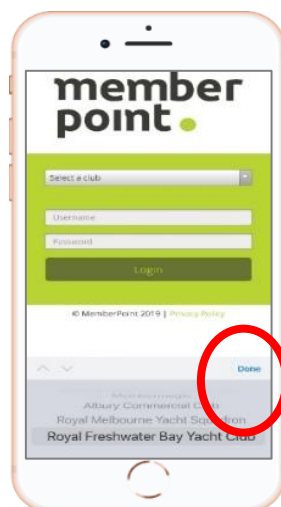 member
point
Select a club
Username
Password
Login
© MemberPoint 2019 | Privacy Policy
Done
Albury Commercial Club
Royal Melbourne Yacht Squadron
Royal Freshwater Bay Yacht Club